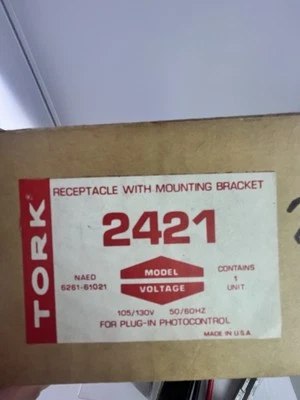 TORK
RECEPTACLE WITH MOUNTING BRACKET
2421
NAED
6261-61021
MODEL
VOLTAGE
CONTAINS
1
UNIT
105/130V 50/60HZ
FOR PLUG-IN PHOTOCONTROL
MADE IN U.S.A.